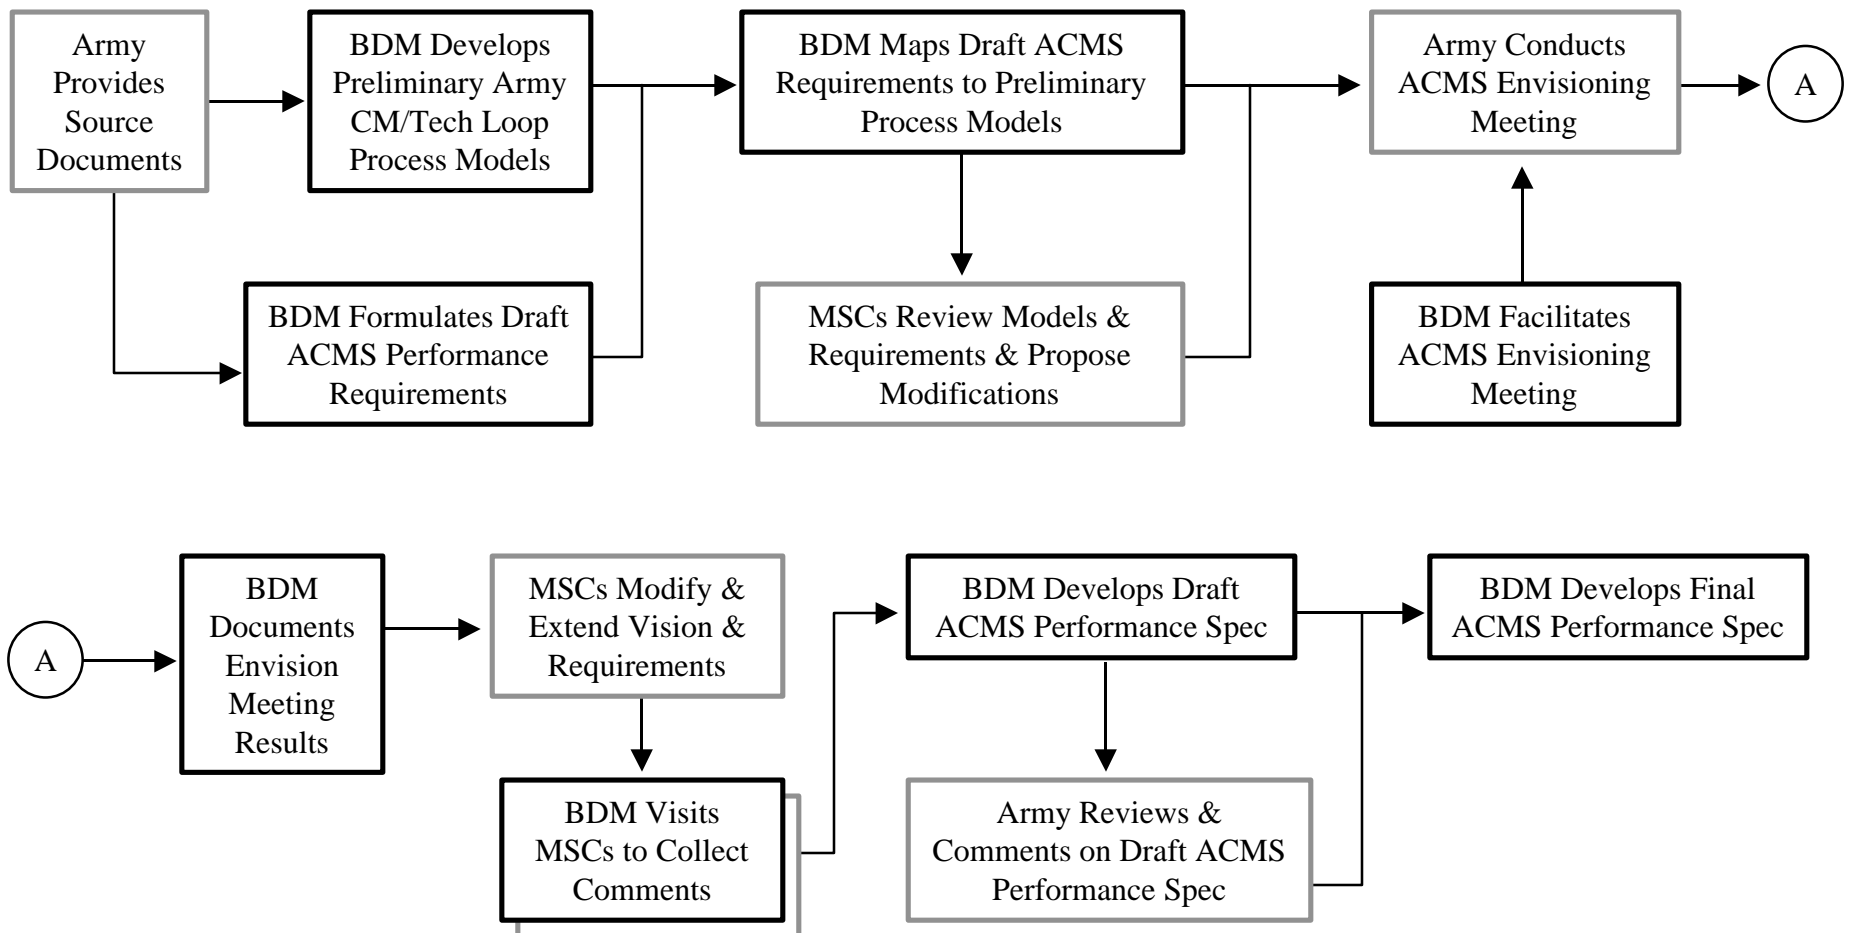 Army
Provides
Source
Documents
BDM Develops
Preliminary Army
CM/Tech Loop
Process Models
BDM Maps Draft ACMS
Requirements to Preliminary
Process Models
Army Conducts
ACMS Envisioning
Meeting
A
BDM Formulates Draft
ACMS Performance
Requirements
MSCs Review Models &
Requirements & Propose
Modifications
BDM Facilitates
ACMS Envisioning
Meeting
A
BDM
Documents
Envision
Meeting
Results
MSCs Modify &
Extend Vision &
Requirements
BDM Develops Draft
ACMS Performance Spec
BDM Develops Final
ACMS Performance Spec
BDM Visits
MSCs to Collect
Comments
Army Reviews &
Comments on Draft ACMS
Performance Spec